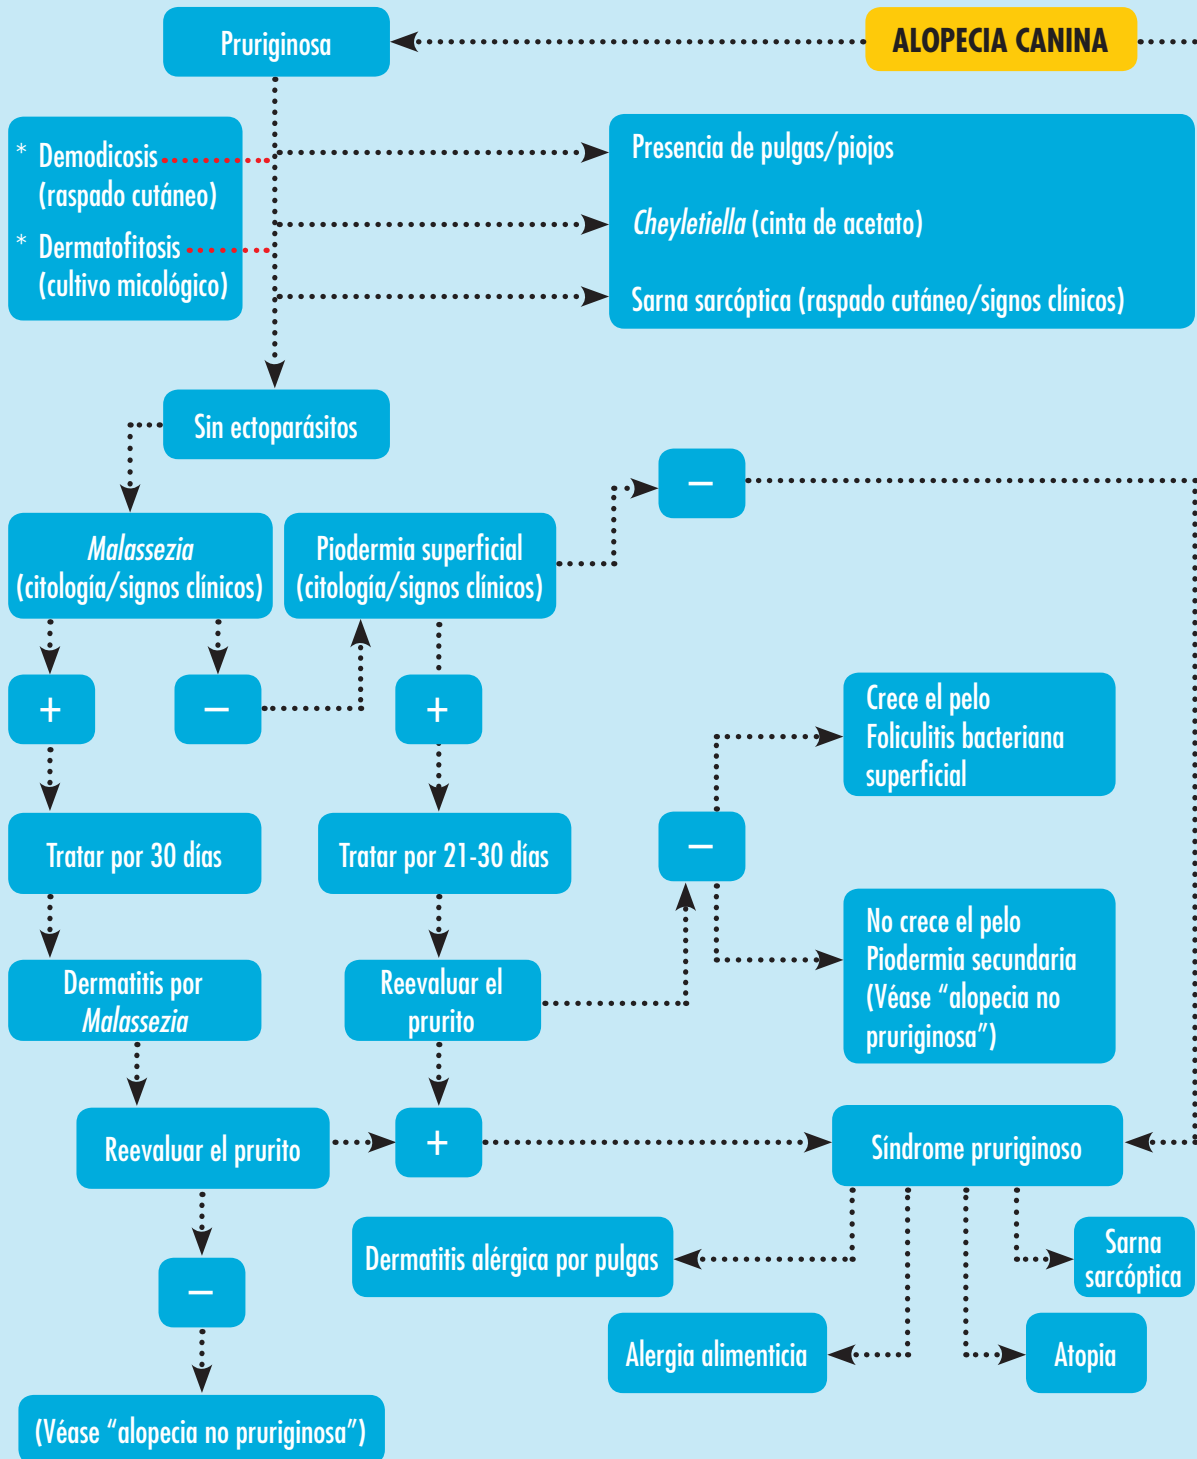 ALOPECIA CANINA
Pruriginosa
* Demodicosis
(raspado cutáneo)
* Dermatofitosis
(cultivo micológico)
Presencia de pulgas/piojos
Cheyletiella (cinta de acetato)
Sarna sarcóptica (raspado cutáneo/signos clínicos)
Sin ectoparásitos
Malassezia
(citología/signos clínicos)
Piodermia superficial
(citología/signos clínicos)
−
+
−
+
Tratar por 30 días
Tratar por 21-30 días
−
Crece el pelo
Foliculitis bacteriana
superficial
No crece el pelo
Piodermia secundaria
(Véase “alopecia no
pruriginosa”)
Dermatitis por
Malassezia
Reevaluar el
prurito
Reevaluar el prurito
+
Síndrome pruriginoso
Dermatitis alérgica por pulgas
Sarna
sarcóptica
Alergia alimenticia
Atopia
−
(Véase “alopecia no pruriginosa”)